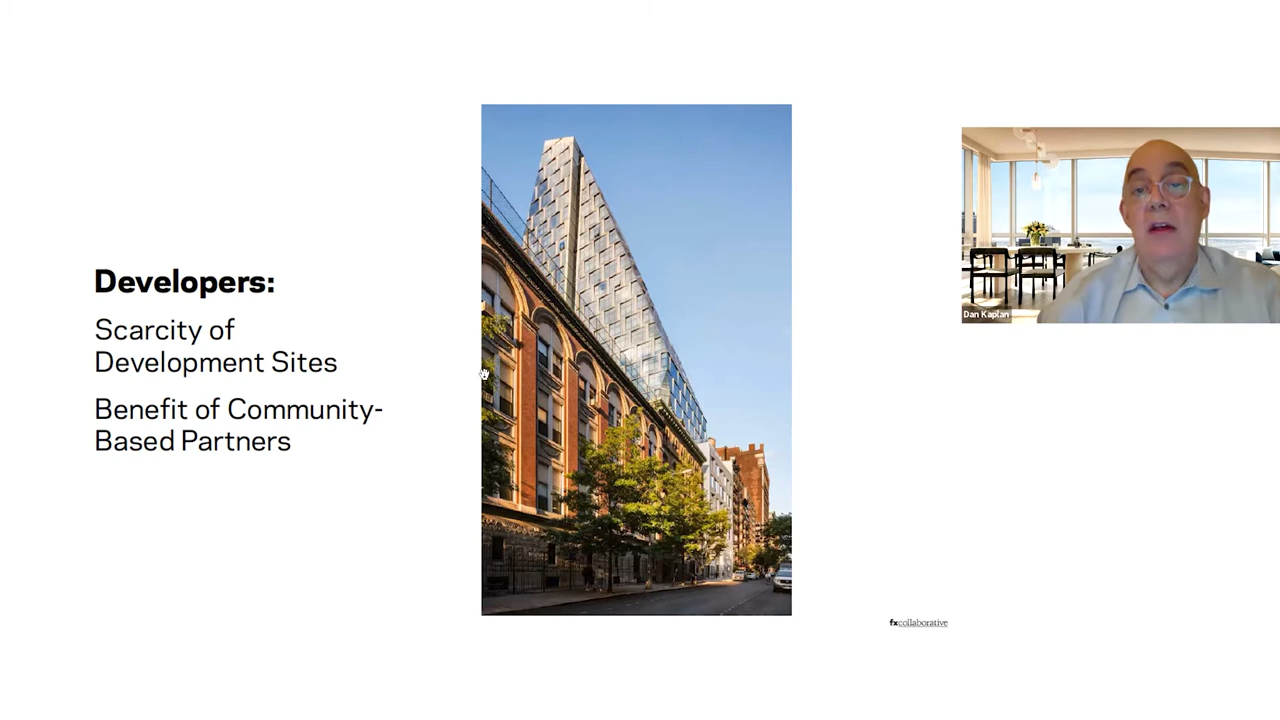 Developers:
Scarcity of
Development Sites
Benefit of Community-
Based Partners
Dan Kaplan
fxcollaborative